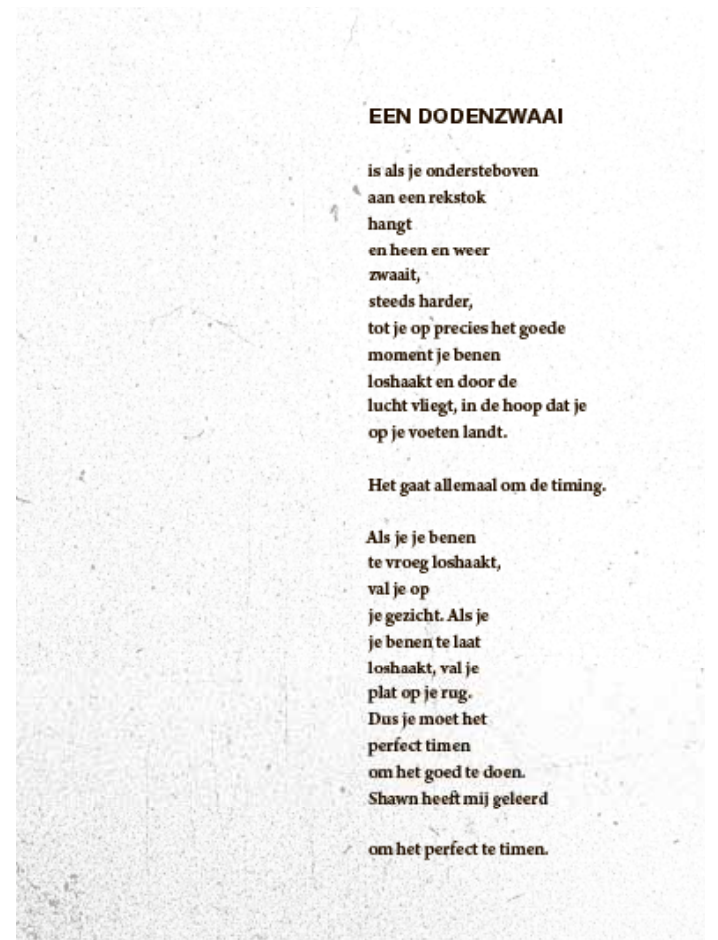 EEN DODENZWAAI
is als je ondersteboven
aan een rekstok
hangt
en heen en weer
zwaait,
steeds harder,
tot je op precies het goede
moment je benen
loshaakt en door de
lucht vliegt, in de hoop dat je
op je voeten landt.
Het gaat allemaal om de timing.
Als je je benen
te vroeg loshaakt,
val je op
je gezicht. Als je
je benen te laat
loshaakt, val je
plat op je rug.
Dus je moet het
perfect timen
om het goed te doen.
Shawn heeft mij geleerd
om het perfect te timen.